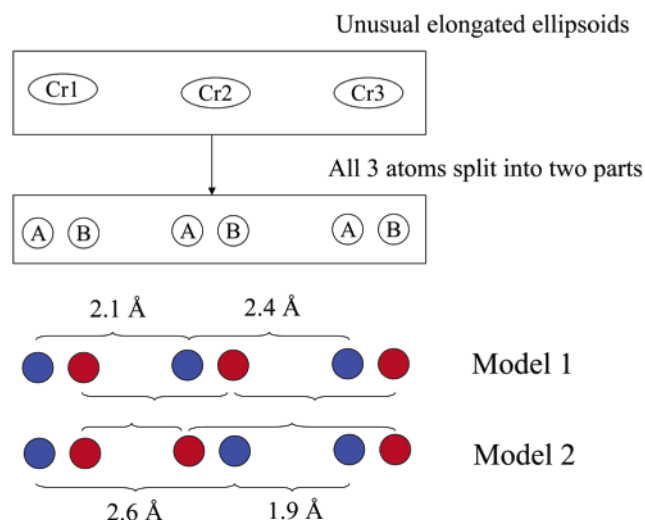 Unusual elongated ellipsoids
Cr1 Cr2 Cr3
All 3 atoms split into two parts
A B A B A B
2.1 Å 2.4 Å
Model 1
Model 2
2.6 Å 1.9 Å